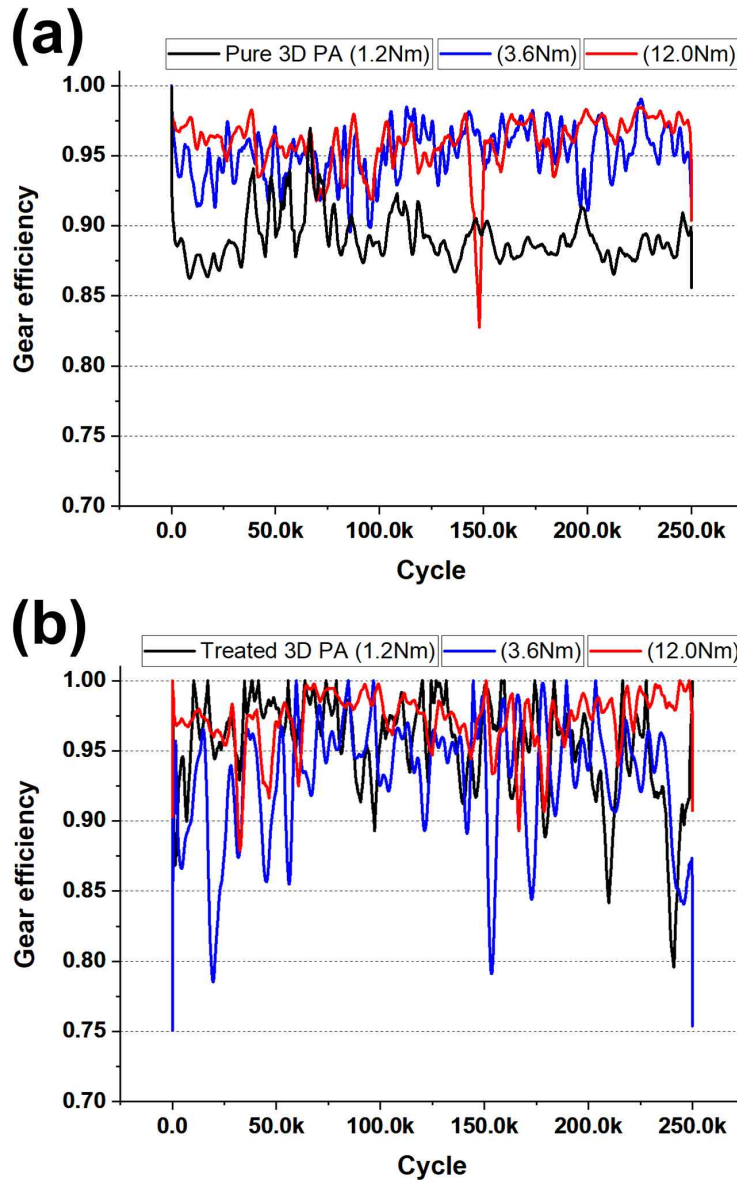 (a)
Pure 3D PA (1.2Nm) (3.6Nm) (12.0Nm)
1.00
0.95
0.90
0.85
0.80
0.75
0.70
Gear efficiency
0.0 50.0k 100.0k 150.0k 200.0k 250.0k
Cycle
(b)
Treated 3D PA (1.2Nm) (3.6Nm) (12.0Nm)
1.00
0.95
0.90
0.85
0.80
0.75
0.70
Gear efficiency
0.0 50.0k 100.0k 150.0k 200.0k 250.0k
Cycle